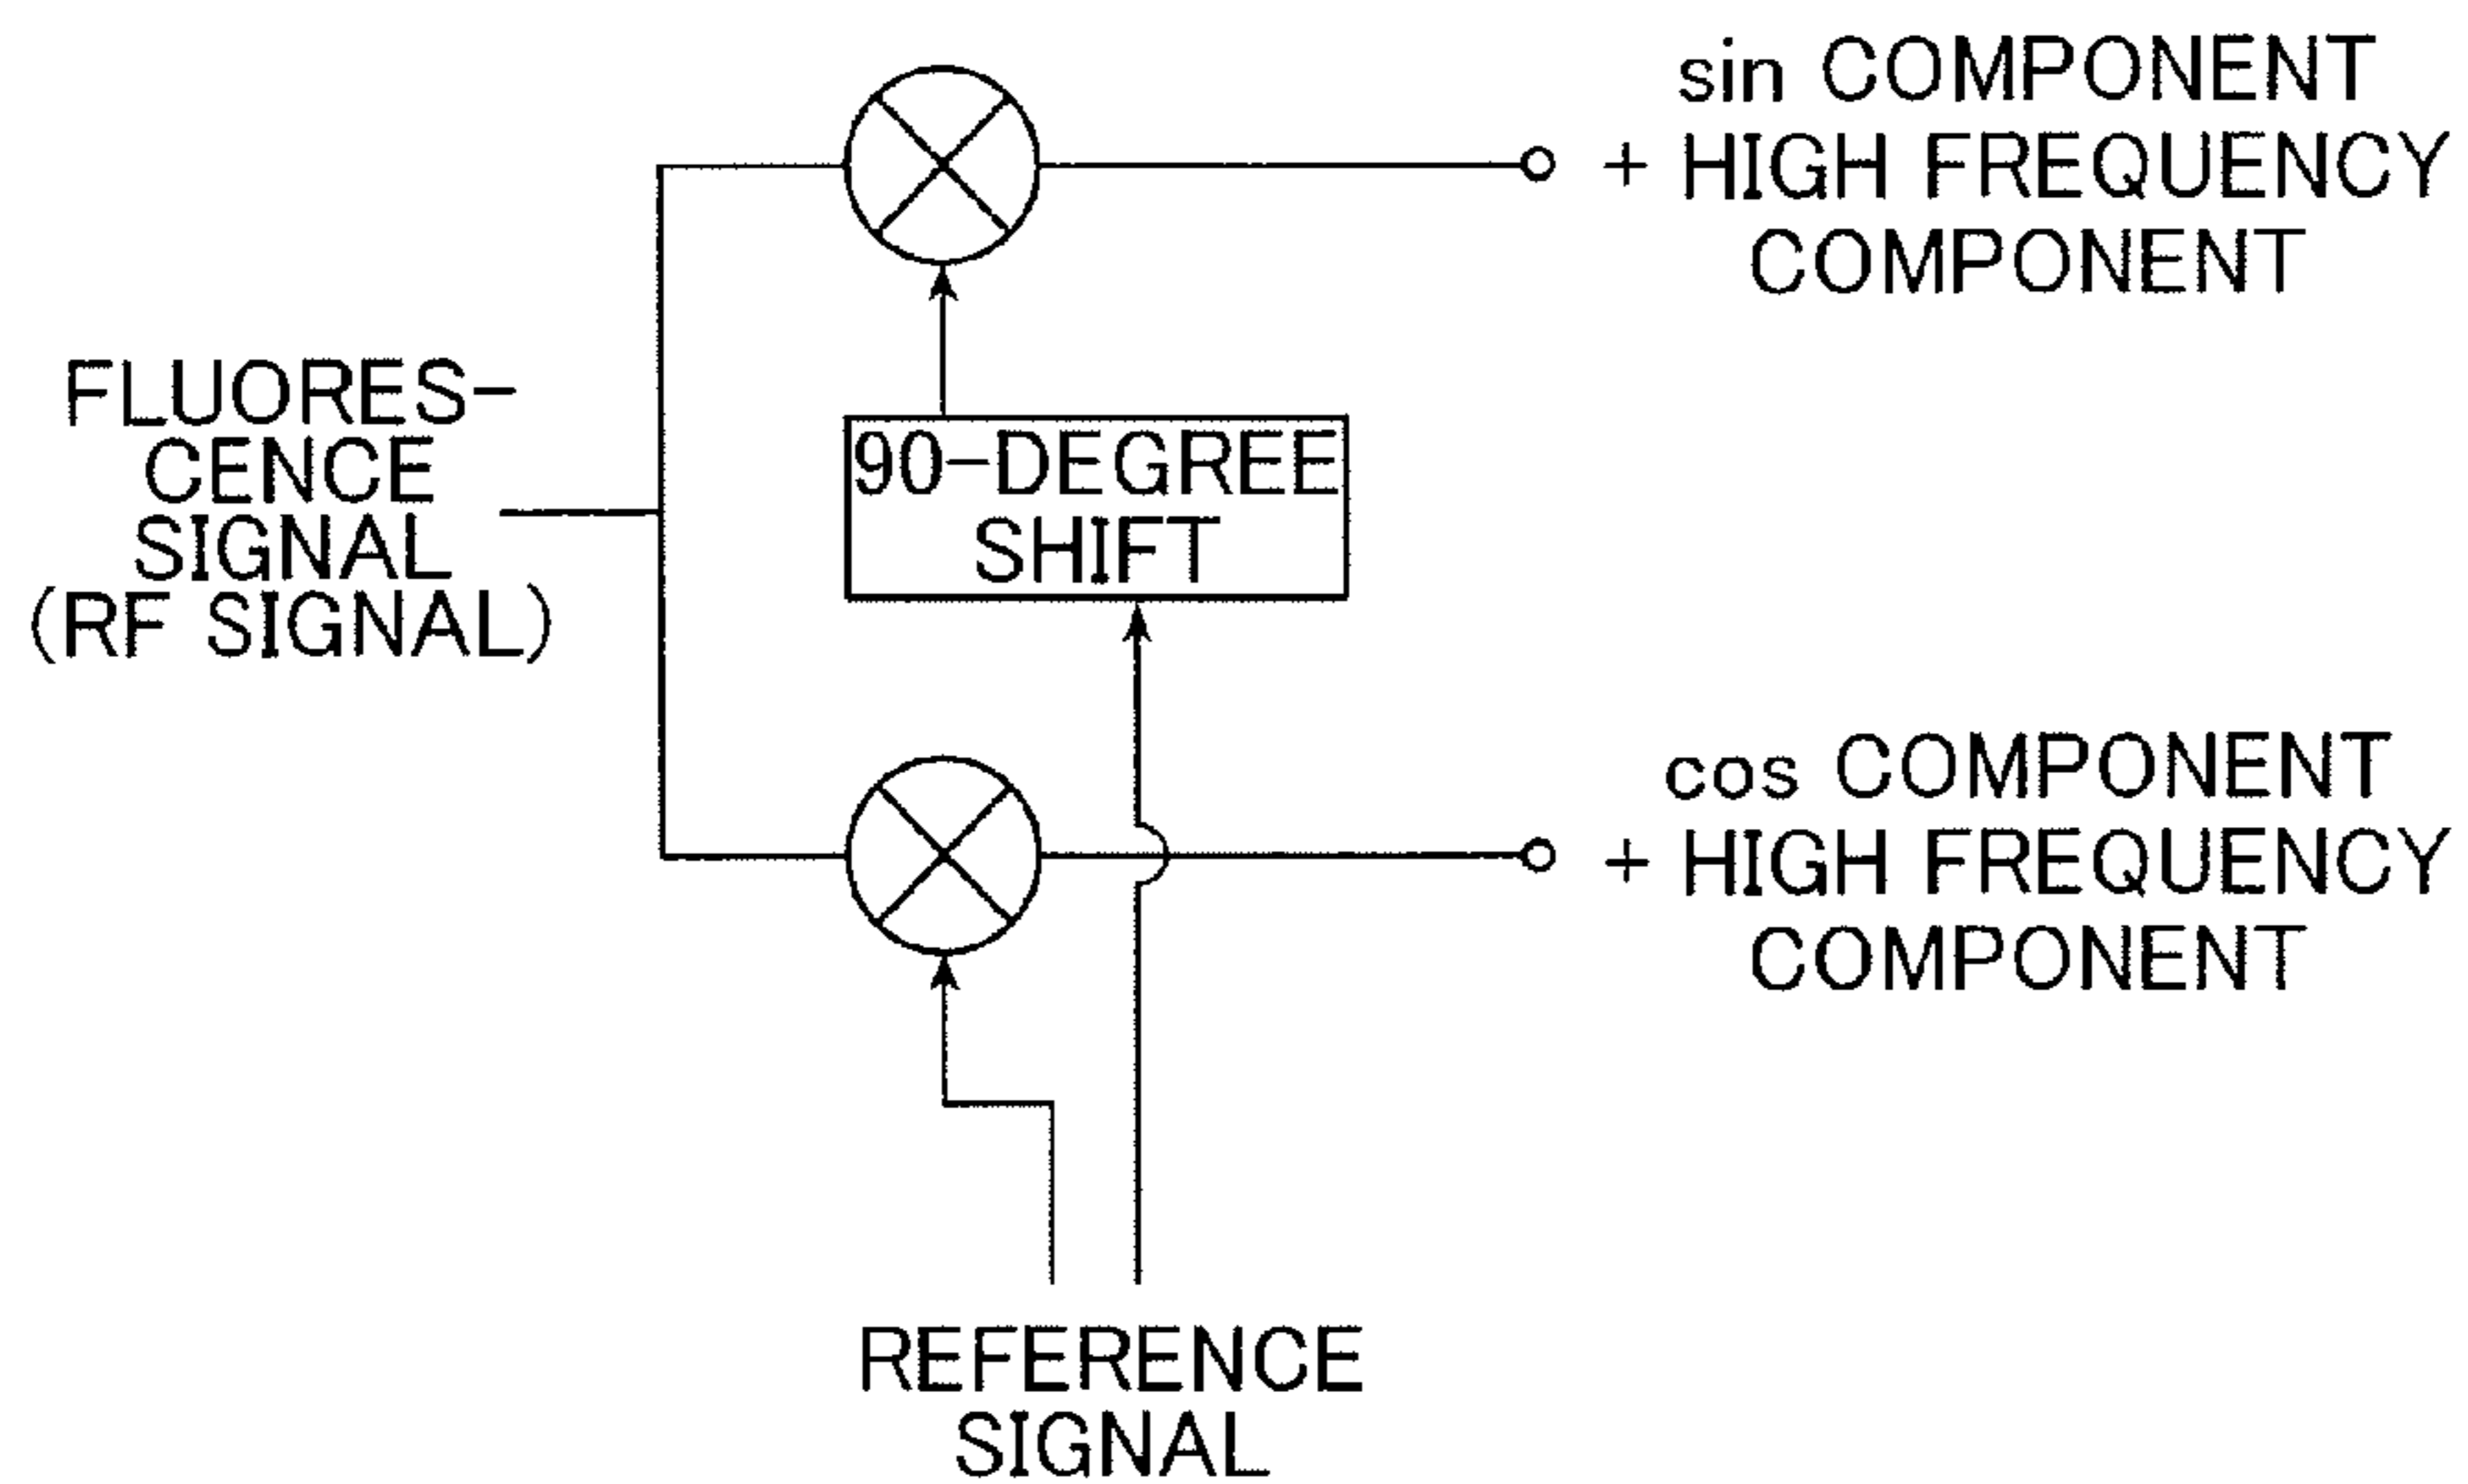 sin COMPONENT
+ HIGH FREQUENCY
COMPONENT
FLUORES-
CENCE
SIGNAL
(RF SIGNAL)
90-DEGREE
SHIFT
cos COMPONENT
+ HIGH FREQUENCY
COMPONENT
REFERENCE
SIGNAL